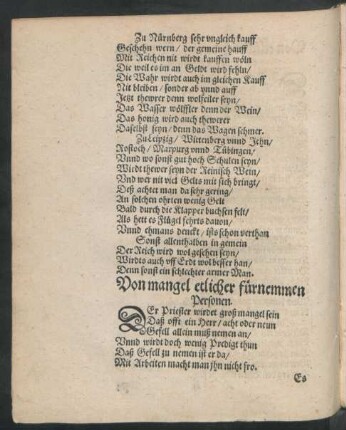 Zu Nürnberg sehr vngleich kauff
Geschehn wern / der gemeine hauff
Mit Reichen nit wirdt kauffen wöln
Die weil es im an Geldt wird fehln /
Die Wahr wirdt auch im gleichen Kauff
Nit bleiben / sonder ab vnnd auff
Jetzt thewrer denn wolfeiler seyn /
Das Wasser wölffler denn der Wein /
Das honig wird auch thewrer
Daselbst seyn / denn das Wagen schmer.
Zu Leipzig / Wittenberg vnnd Jehn /
Rostoch / Marpurg vnnd Tübingen /
Vnnd wo sonst gut hoch Schulen seyn /
Wirdt thewr seyn der Reinisch Wein /
Vnd wer nit viel Gelts mit sich bringt /
Deß achtet man da sehr gering /
An solchen ohrten wenig Gelt
Bald durch die Klapper buchsen felt /
Als hett es Flügel fehrts dauon /
Vnnd ehmans denckt / ists schon verthon
Sonst allenthalben in gemein
Der Reich wird wol gesehen seyn /
Wirdts auch vff Erdt wol besser han /
Denn sonst ein schlechter armer Man.
Von mangel etlicher fürnemmen
Personen.
DEr Priester wirdet groß mangel sein
Daß offt ein Herr / acht oder neun
Gesell allein muß nemen an /
Vnnd wirdt doch wenig Predigt thun
Daß Gesell zu nemen ist er da /
Mit Arbeiten macht man jhn nicht fro.
Es